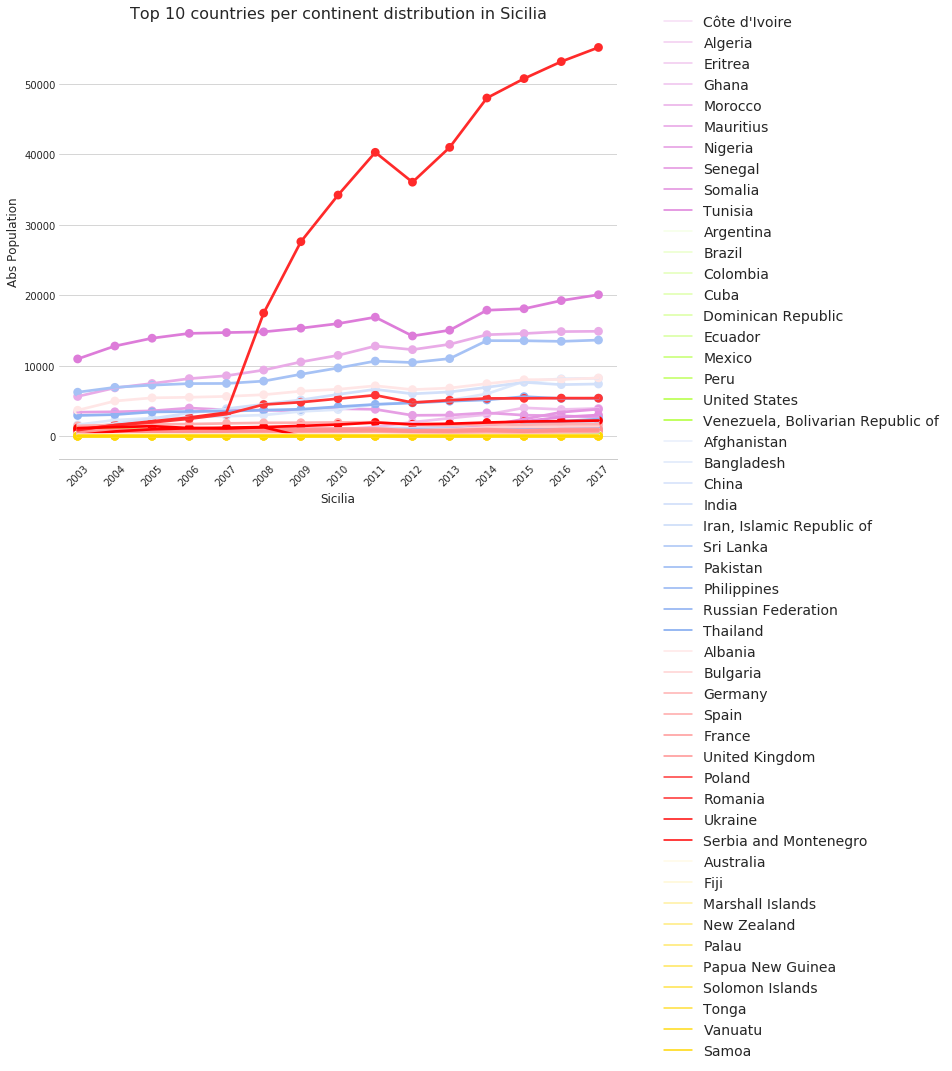 Top 10 countries per continent distribution in Sicilia
Abs Population
50000
40000
30000
20000
10000
0
2003
2004
2005
2006
2007
2008
2009
2010
2011
2012
2013
2014
2015
2016
2017
Sicilia
Côte d'Ivoire
Algeria
Eritrea
Ghana
Morocco
Mauritius
Nigeria
Senegal
Somalia
Tunisia
Argentina
Brazil
Colombia
Cuba
Dominican Republic
Ecuador
Mexico
Peru
United States
Venezuela, Bolivarian Republic of
Afghanistan
Bangladesh
China
India
Iran, Islamic Republic of
Sri Lanka
Pakistan
Philippines
Russian Federation
Thailand
Albania
Bulgaria
Germany
Spain
France
United Kingdom
Poland
Romania
Ukraine
Serbia and Montenegro
Australia
Fiji
Marshall Islands
New Zealand
Palau
Papua New Guinea
Solomon Islands
Tonga
Vanuatu
Samoa